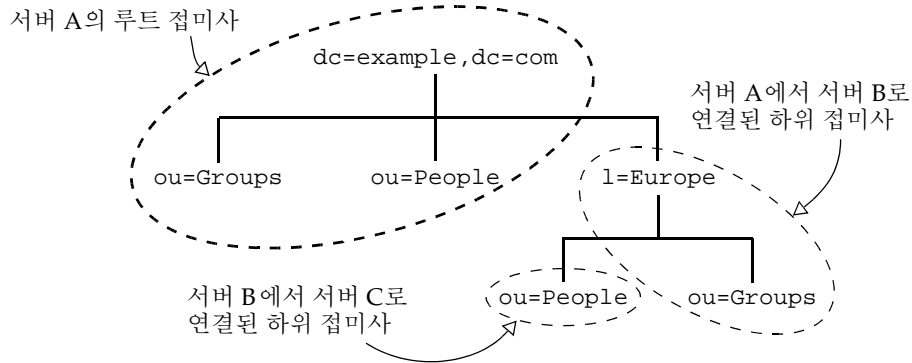 서버 A의 루트 접미사
dc=example,dc=com
서버 A에서 서버 B로
연결된 하위 접미사
ou=Groups
ou=People
l=Europe
서버 B에서 서버 C로
연결된 하위 접미사
ou=People
ou=Groups